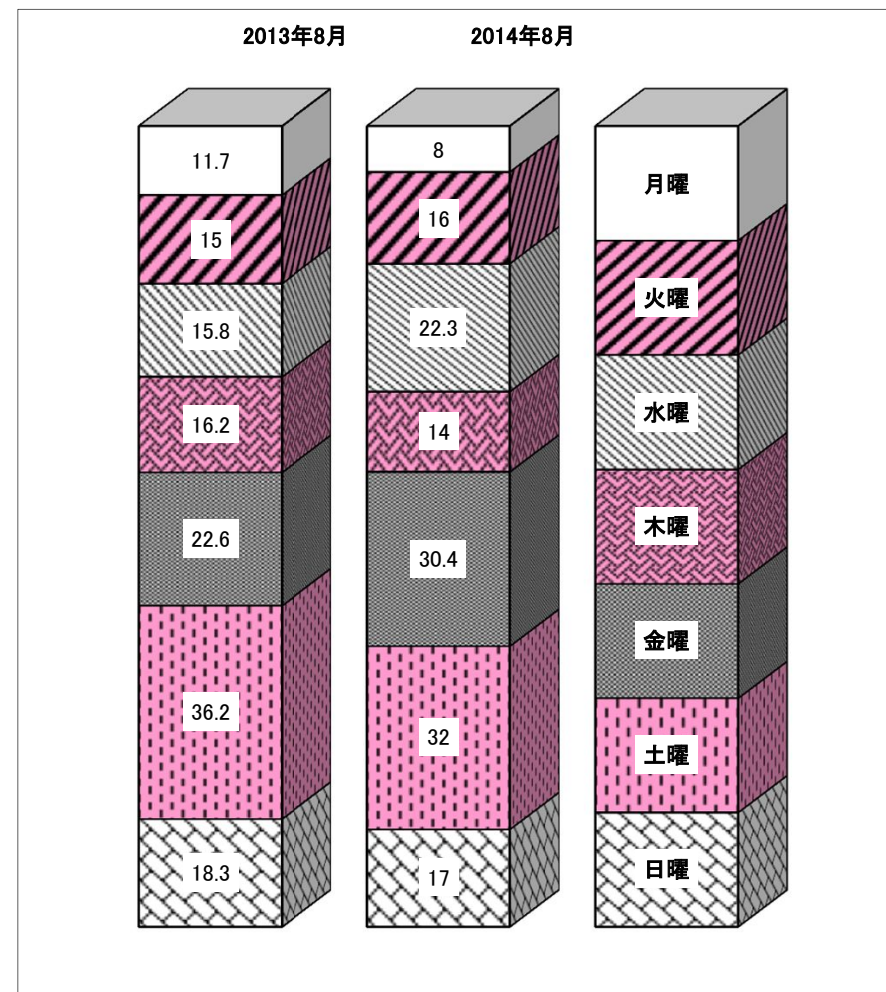 2013年8月 2014年8月
11.7 8 月曜
15 16 火曜
15.8 22.3 水曜
16.2 14 木曜
22.6 30.4 金曜
36.2 32 土曜
18.3 17 日曜